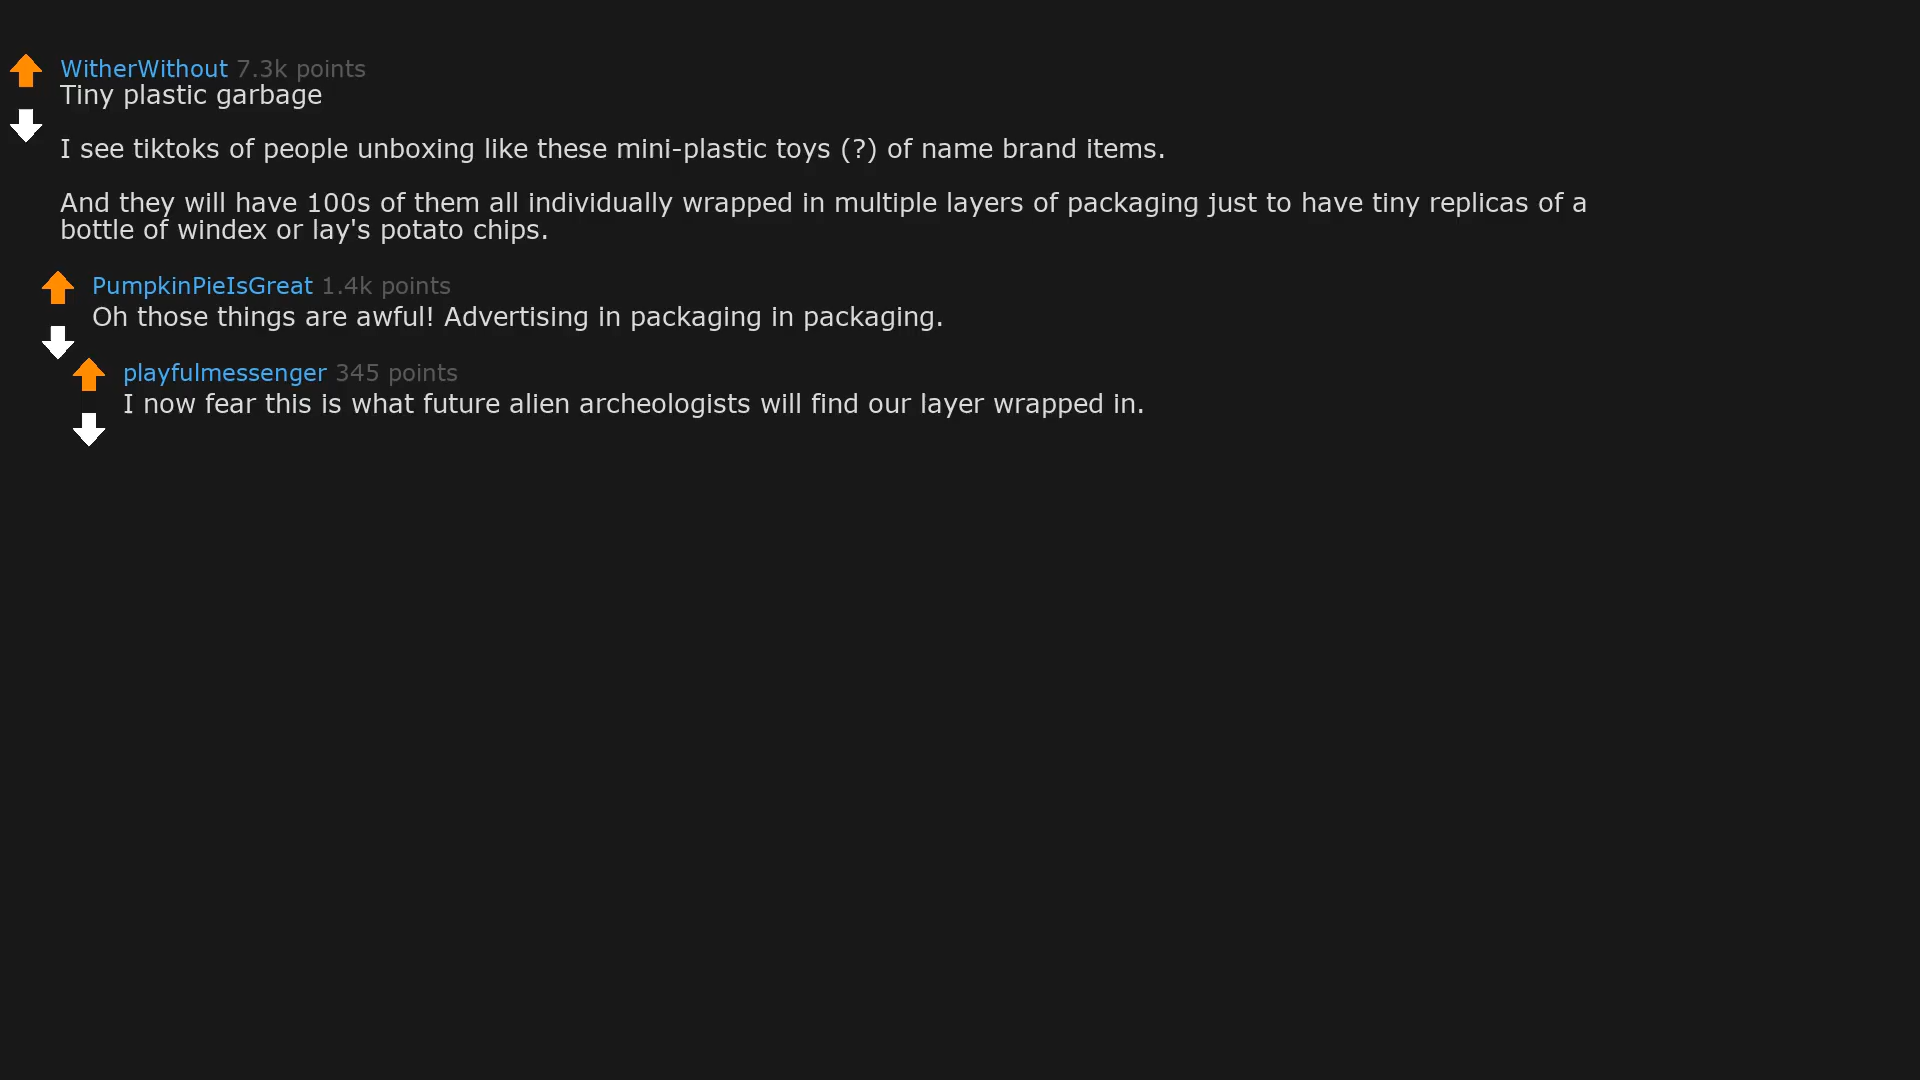 WitherWithout 7.3k points
Tiny plastic garbage
I see tiktoks of people unboxing like these mini-plastic toys (?) of name brand items.
And they will have 100s of them all individually wrapped in multiple layers of packaging just to have tiny replicas of a
bottle of windex or lay's potato chips.
PumpkinPieIsGreat 1.4k points
Oh those things are awful! Advertising in packaging in packaging.
playfulmessenger 345 points
I now fear this is what future alien archeologists will find our layer wrapped in.